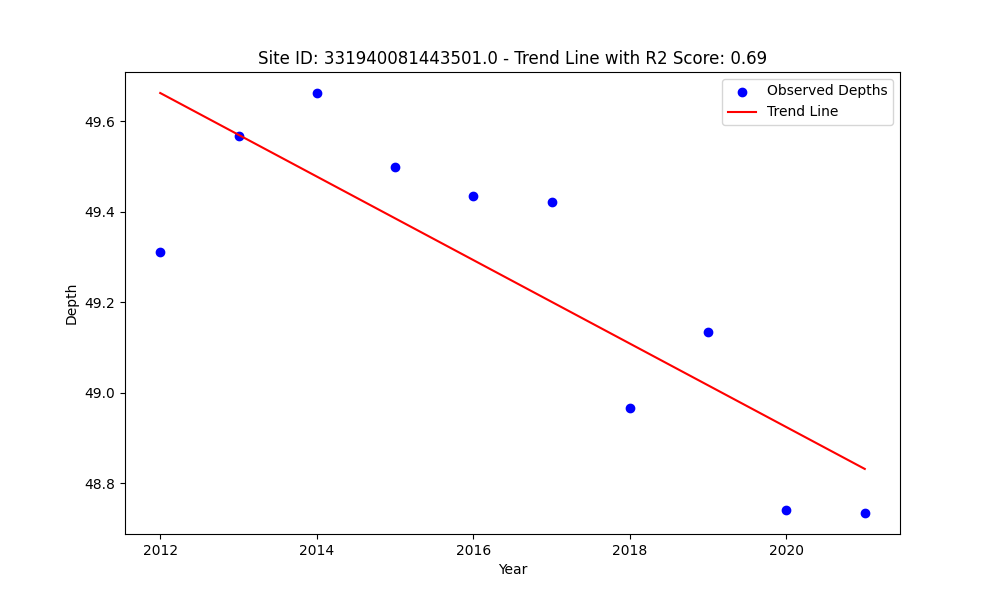 Site ID: 331940081443501.0 - Trend Line with R2 Score: 0.69
Observed Depths
Trend Line
49.6
49.4
49.2
49.0
48.8
Depth
2012
2014
2016
2018
2020
Year